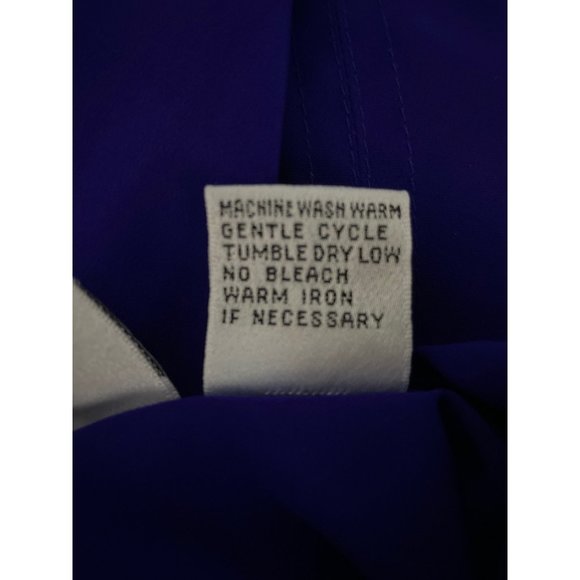 MACHINE WASH WARM
GENTLE CYCLE
TUMBLE DRY LOW
NO BLEACH
WARM IRON
IF NECESSARY